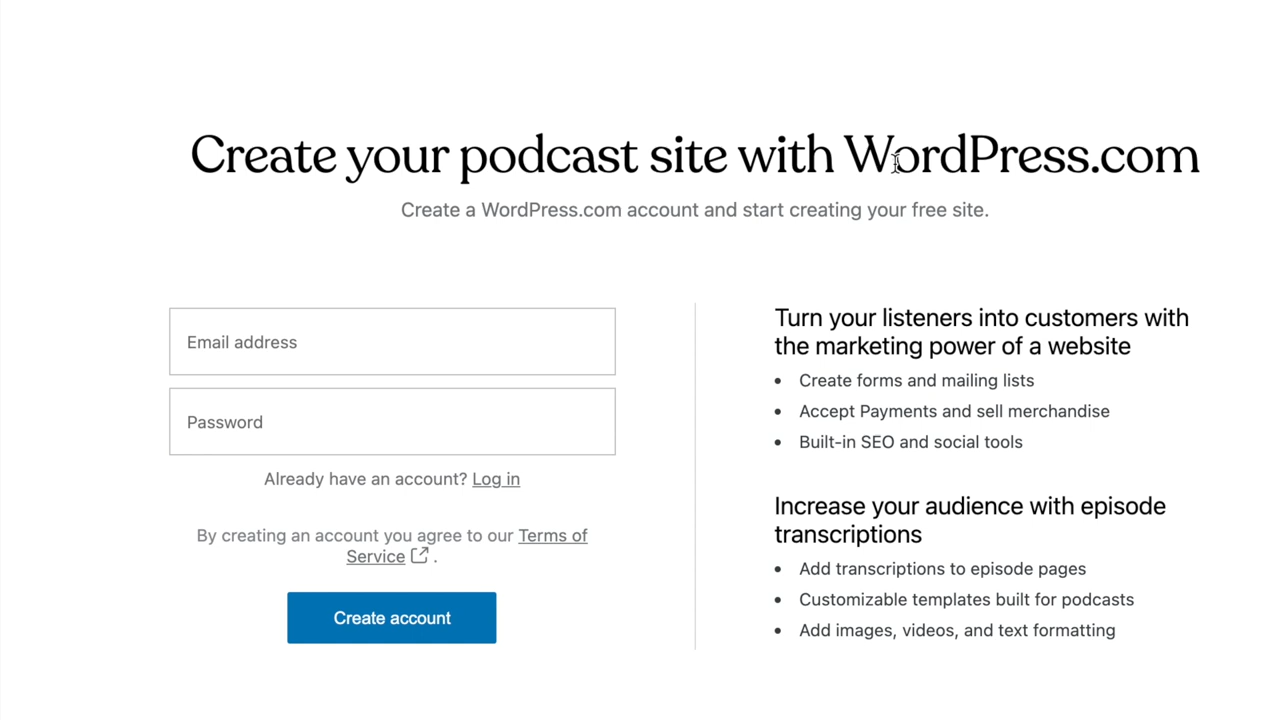 Create your podcast site with WordPress.com
Create a WordPress.com account and start creating your free site.
Email address
Password
Already have an account? Log in
By creating an account you agree to our Terms of
Service .
Create account
Turn your listeners into customers with
the marketing power of a website
• Create forms and mailing lists
• Accept Payments and sell merchandise
• Built-in SEO and social tools
Increase your audience with episode
transcriptions
• Add transcriptions to episode pages
• Customizable templates built for podcasts
• Add images, videos, and text formatting